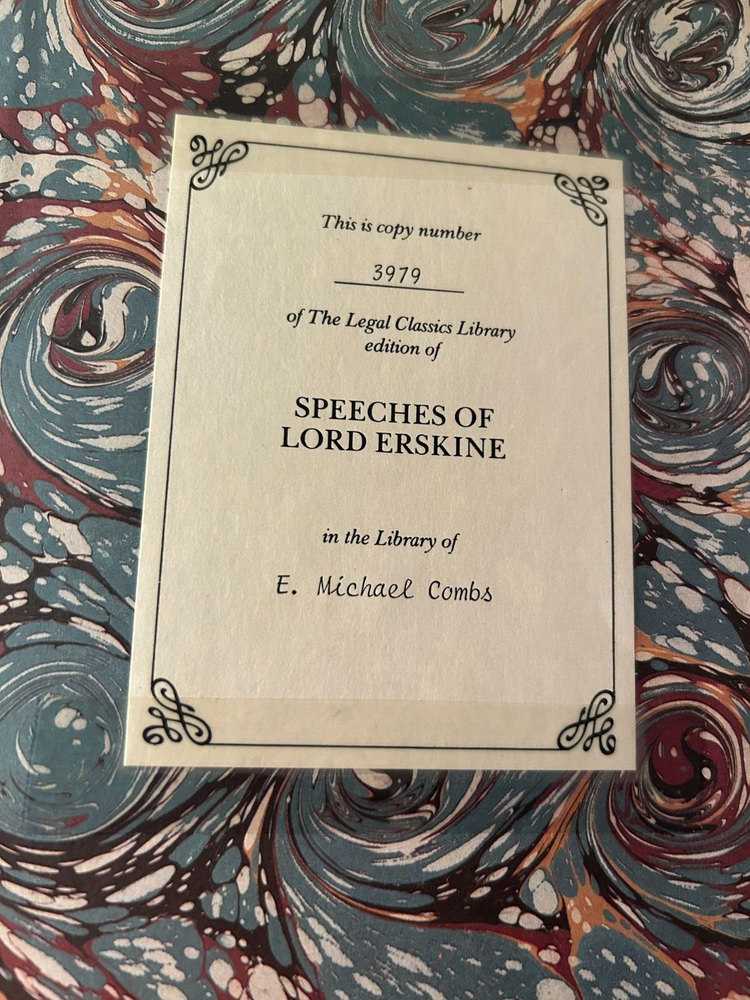 This is copy number
3979
of The Legal Classics Library
edition of
SPEECHES OF
LORD ERSKINE
in the Library of
E. Michael Combs